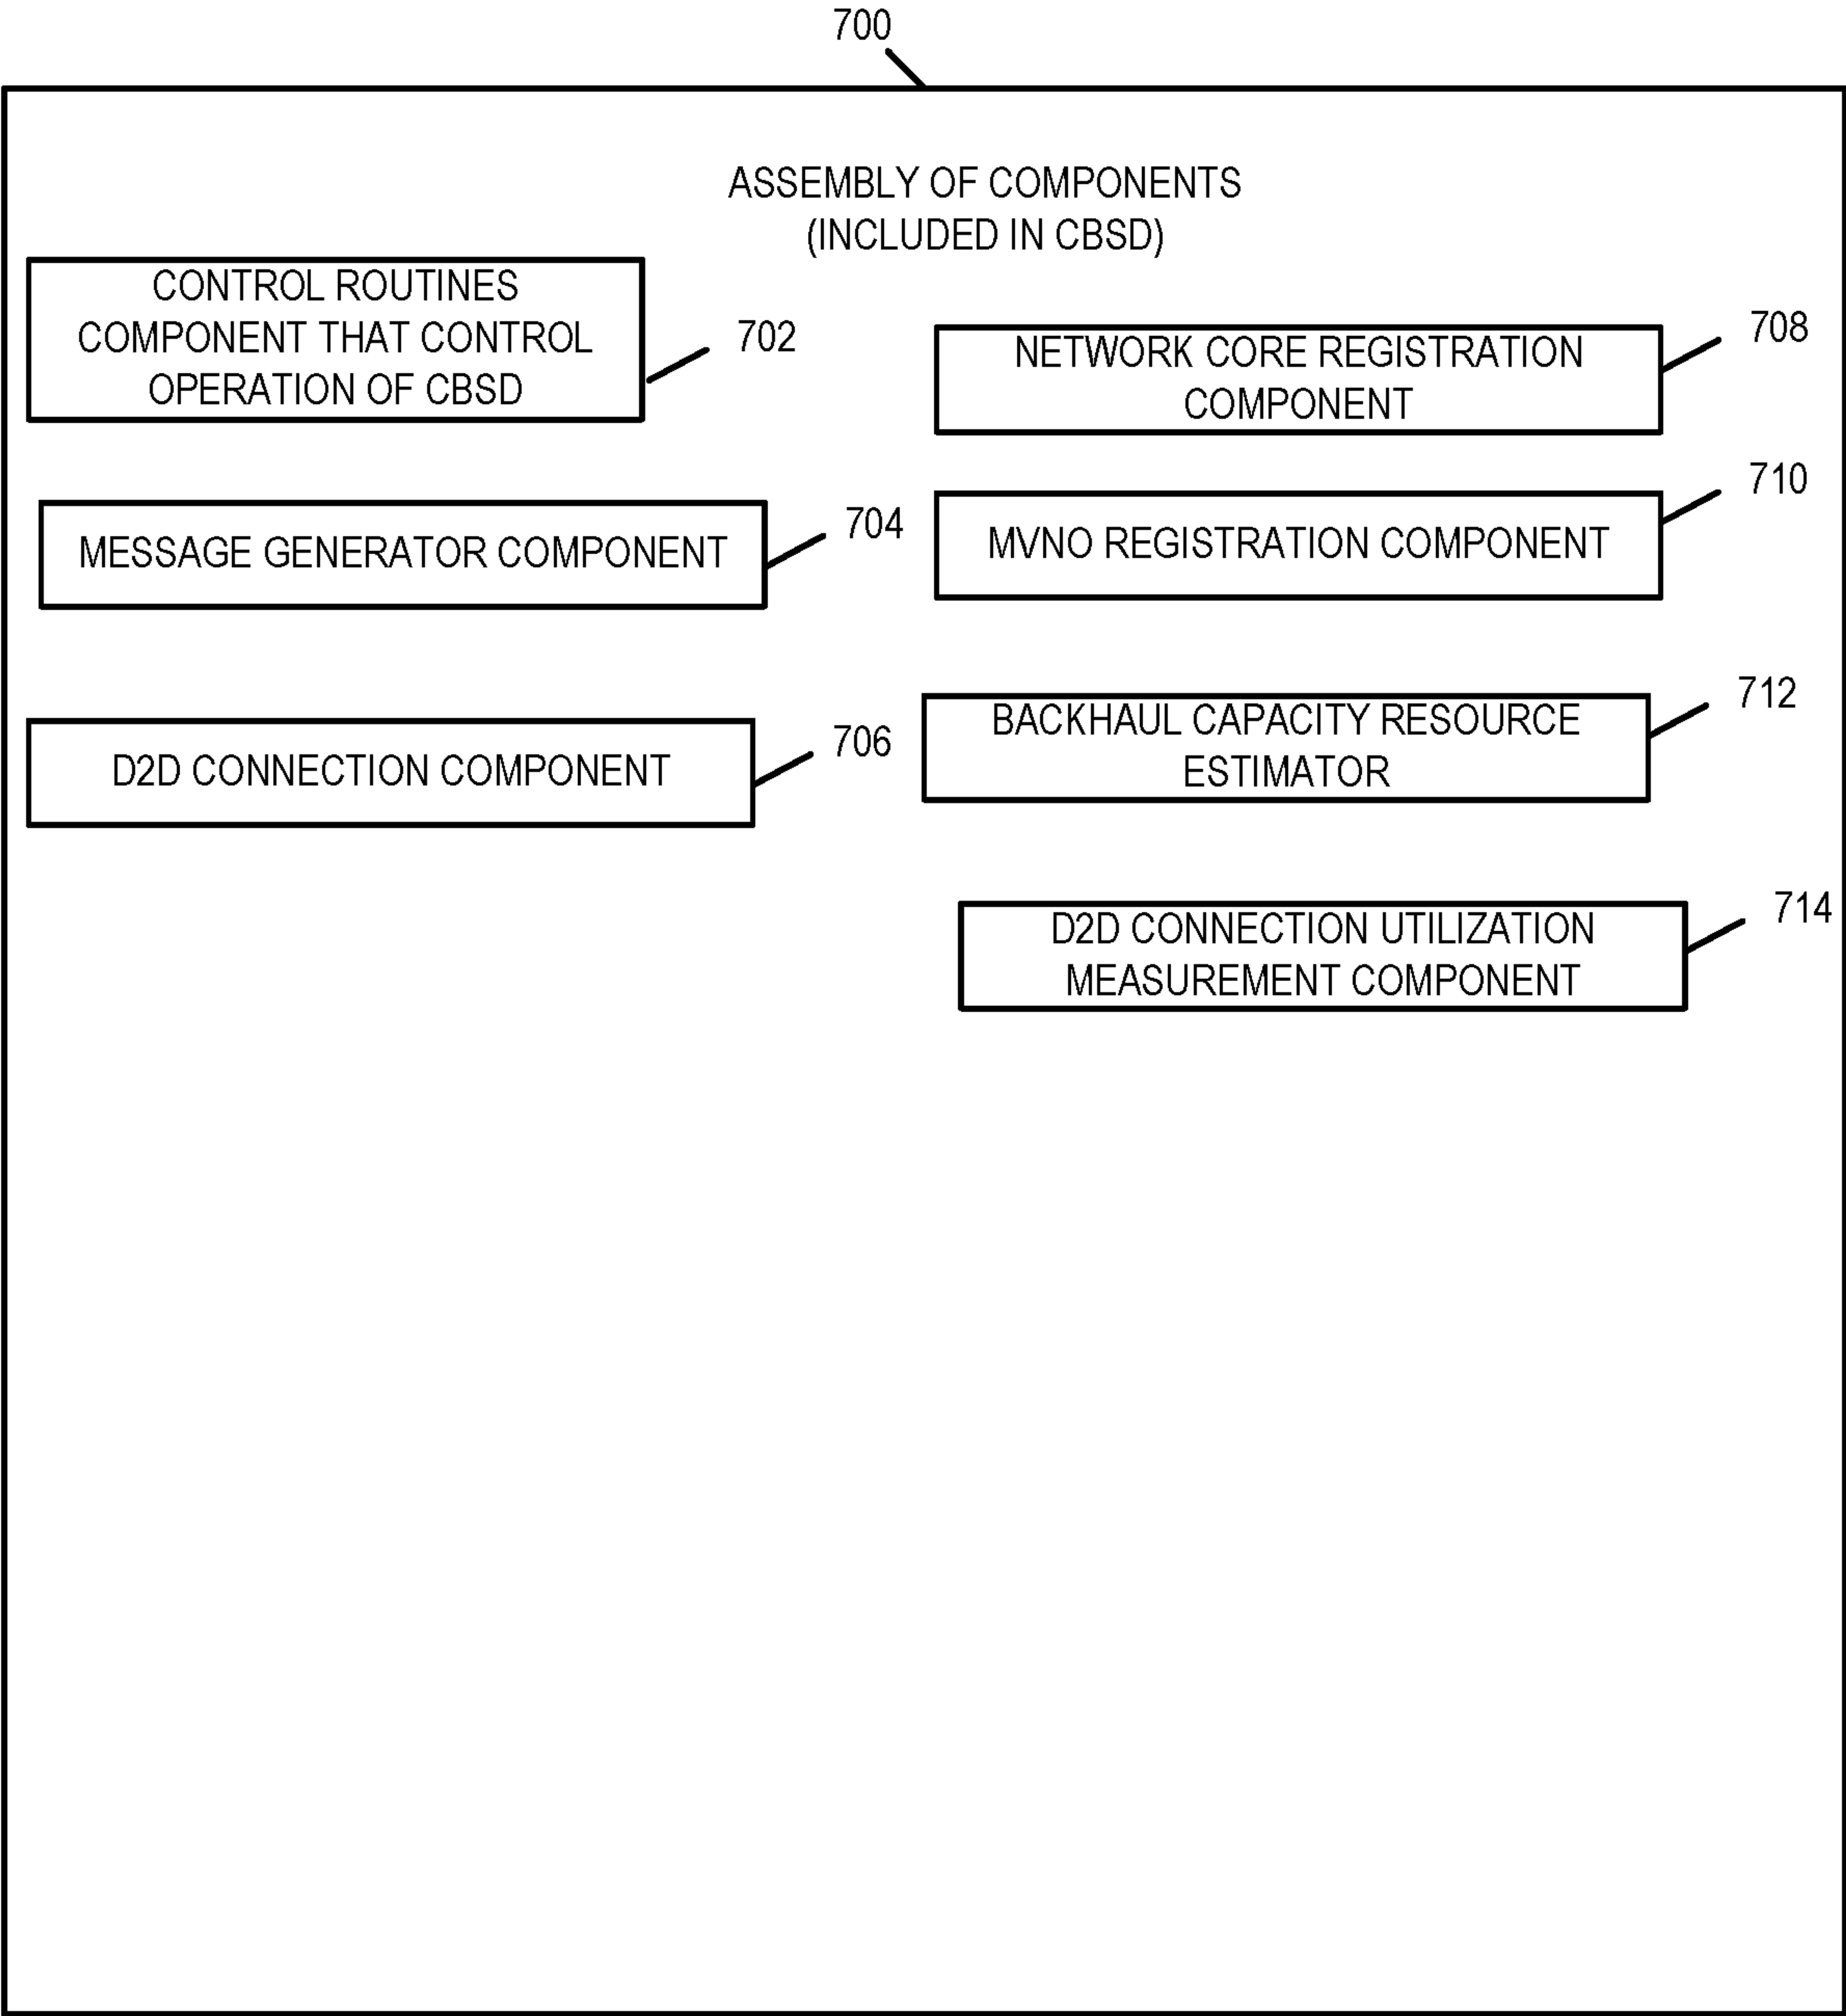 700
ASSEMBLY OF COMPONENTS
(INCLUDED IN CBSD)
CONTROL ROUTINES
COMPONENT THAT CONTROL
OPERATION OF CBSD
702
MESSAGE GENERATOR COMPONENT
704
D2D CONNECTION COMPONENT
706
NETWORK CORE REGISTRATION
COMPONENT
708
MVNO REGISTRATION COMPONENT
710
BACKHAUL CAPACITY RESOURCE
ESTIMATOR
712
D2D CONNECTION UTILIZATION
MEASUREMENT COMPONENT
714